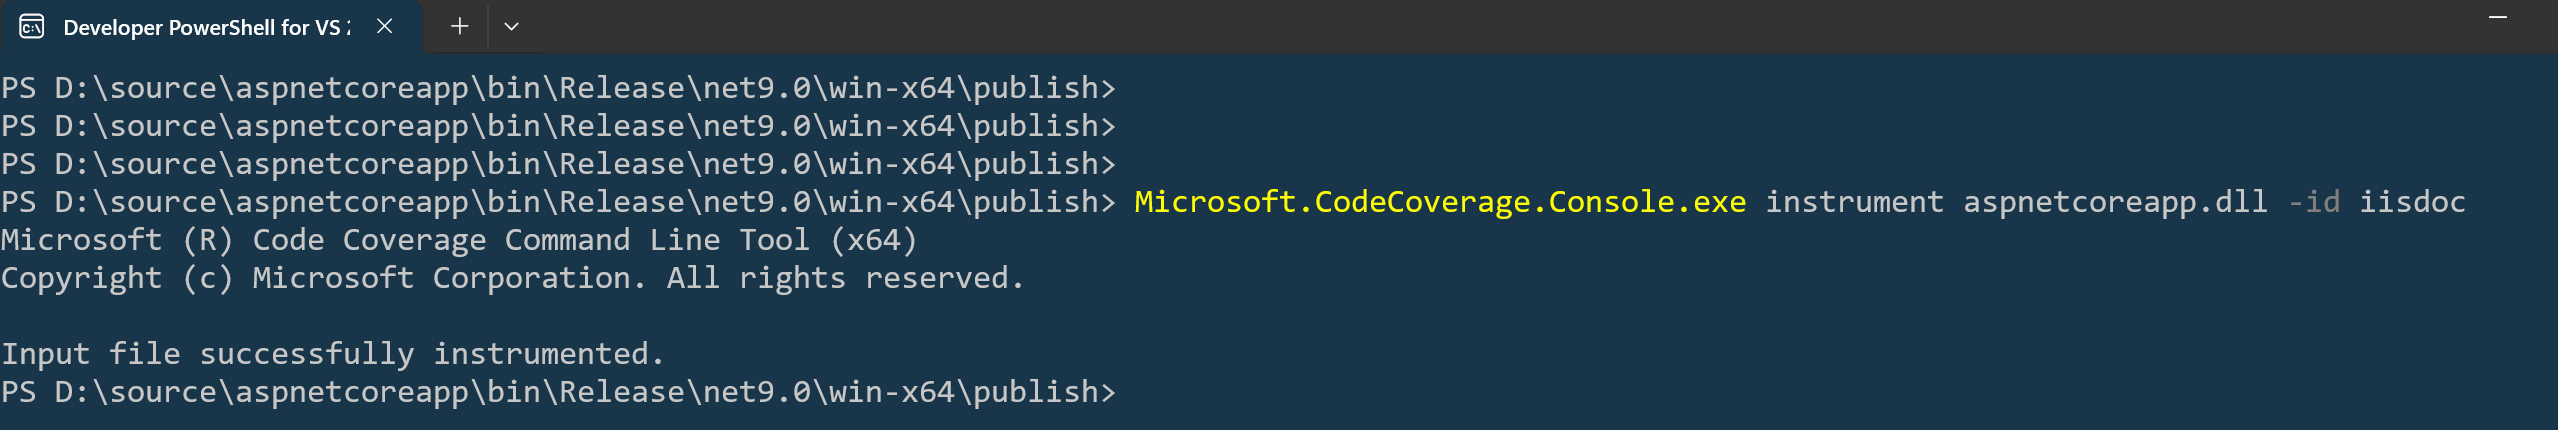 Developer PowerShell for VS 2
PS D:\source\aspnetcoreapp\bin\Release\net9.0\win-x64\publish>
PS D:\source\aspnetcoreapp\bin\Release\net9.0\win-x64\publish>
PS D:\source\aspnetcoreapp\bin\Release\net9.0\win-x64\publish>
PS D:\source\aspnetcoreapp\bin\Release\net9.0\win-x64\publish> Microsoft.CodeCoverage.Console.exe instrument aspnetcoreapp.dll -id iisdoc
Microsoft (R) Code Coverage Command Line Tool (x64)
Copyright (c) Microsoft Corporation. All rights reserved.
Input file successfully instrumented.
PS D:\source\aspnetcoreapp\bin\Release\net9.0\win-x64\publish>